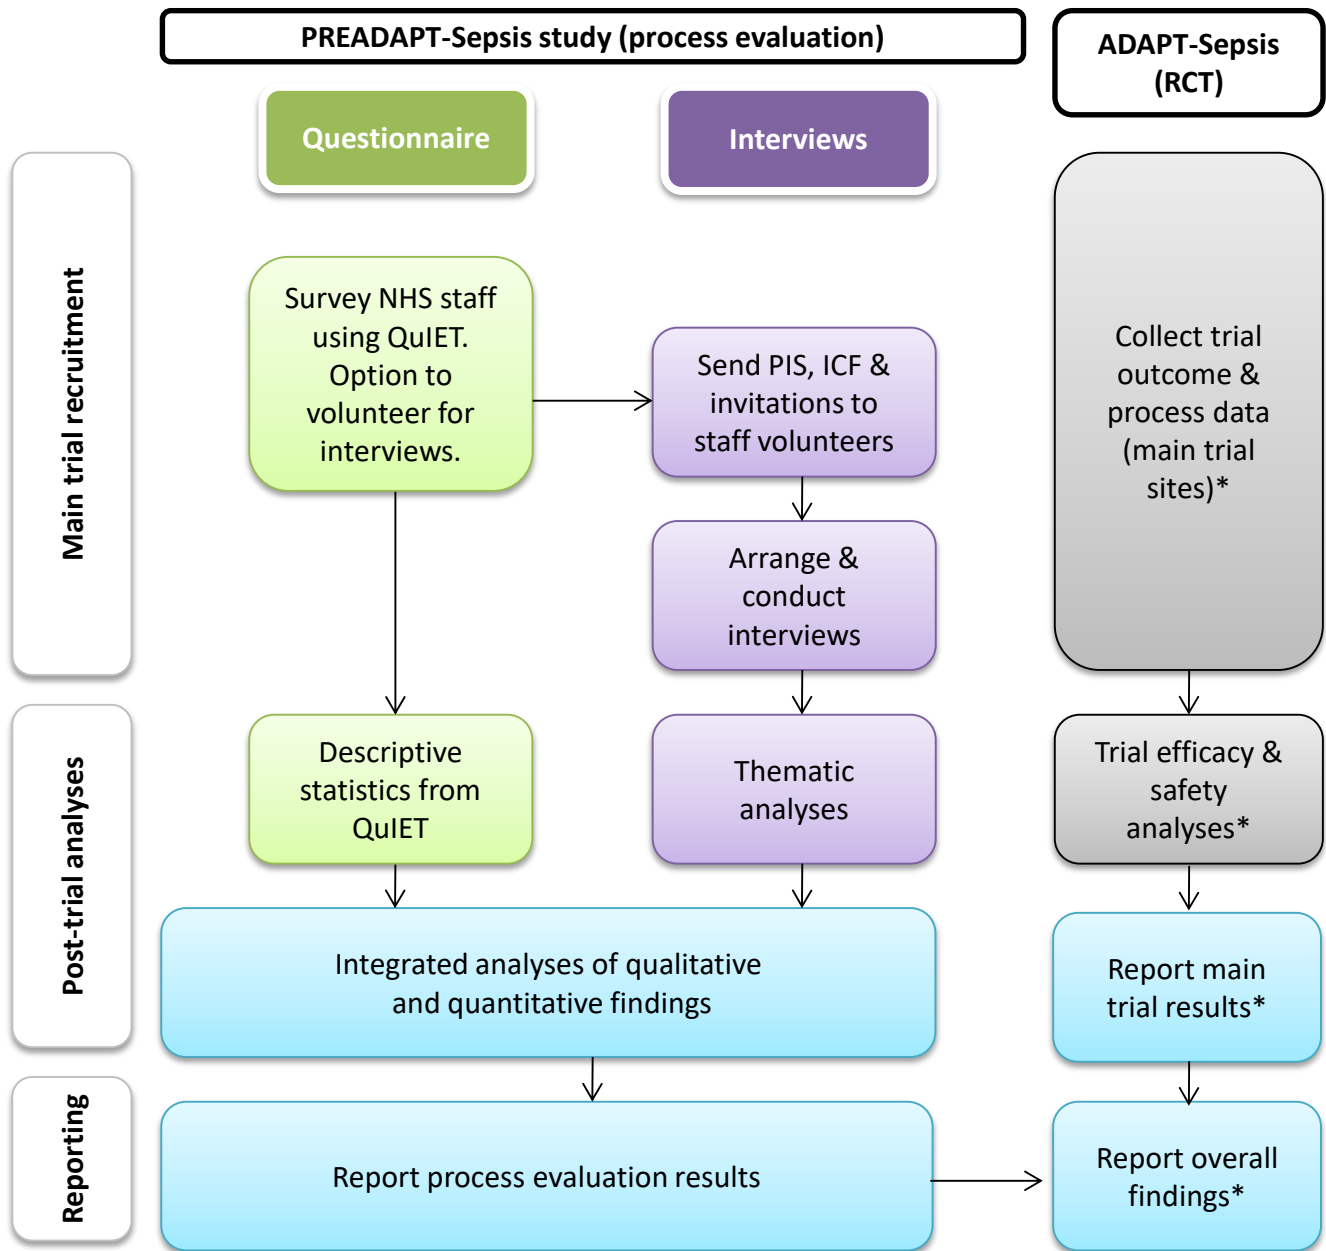 PREADAPT-Sepsis study (process evaluation)
ADAPT-Sepsis
(RCT)
Questionnaire
Interviews
Main trial recruitment
Survey NHS staff
using QuIET.
Option to
volunteer for
interviews.
Send PIS, ICF &
invitations to
staff volunteers
Arrange &
conduct
interviews
Collect trial
outcome &
process data
(main trial
sites)*
Post-trial analyses
Descriptive
statistics from
QuIET
Thematic
analyses
Trial efficacy &
safety
analyses*
Integrated analyses of qualitative
and quantitative findings
Report main
trial results*
Reporting
Report process evaluation results
Report overall
findings*